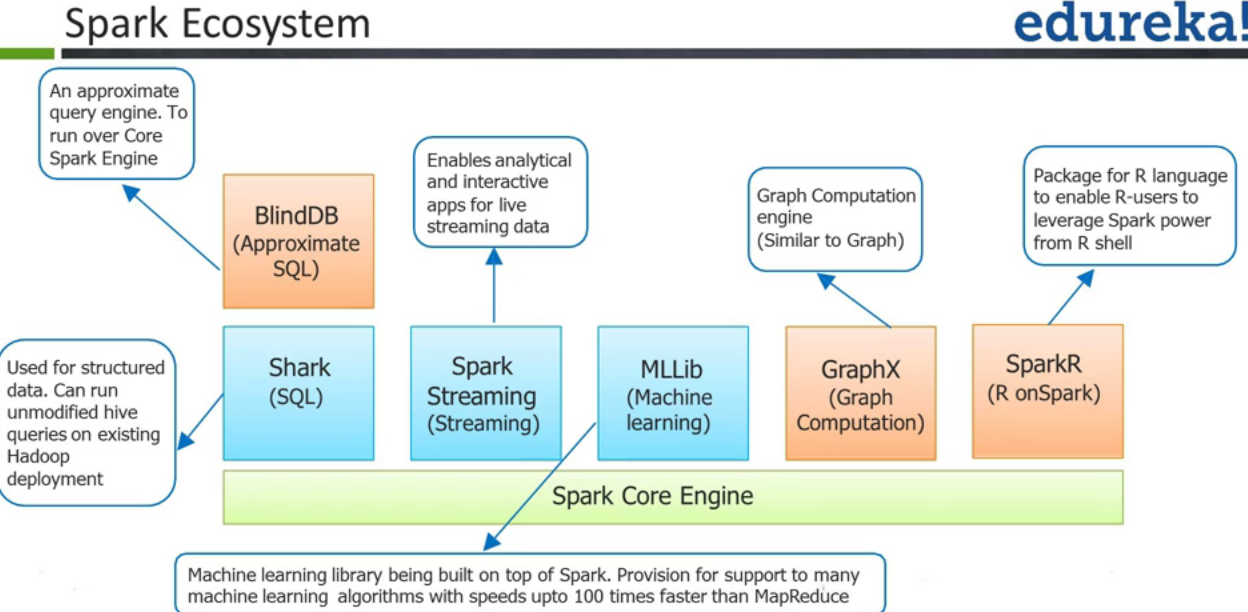 Spark Ecosystem
edureka!
An approximate
query engine. To
run over Core
Spark Engine
BlindDB
(Approximate
SQL)
Enables analytical
and interactive
apps for live
streaming data
Graph Computation
engine
(Similar to Graph)
Package for R language
to enable R-users to
leverage Spark power
from R shell
Used for structured
data. Can run
unmodified hive
queries on existing
Hadoop
deployment
Shark
(SQL)
Spark
Streaming
(Streaming)
MLLib
(Machine
learning)
GraphX
(Graph
Computation)
SparkR
(R onSpark)
Spark Core Engine
Machine learning library being built on top of Spark. Provision for support to many
machine learning algorithms with speeds upto 100 times faster than MapReduce